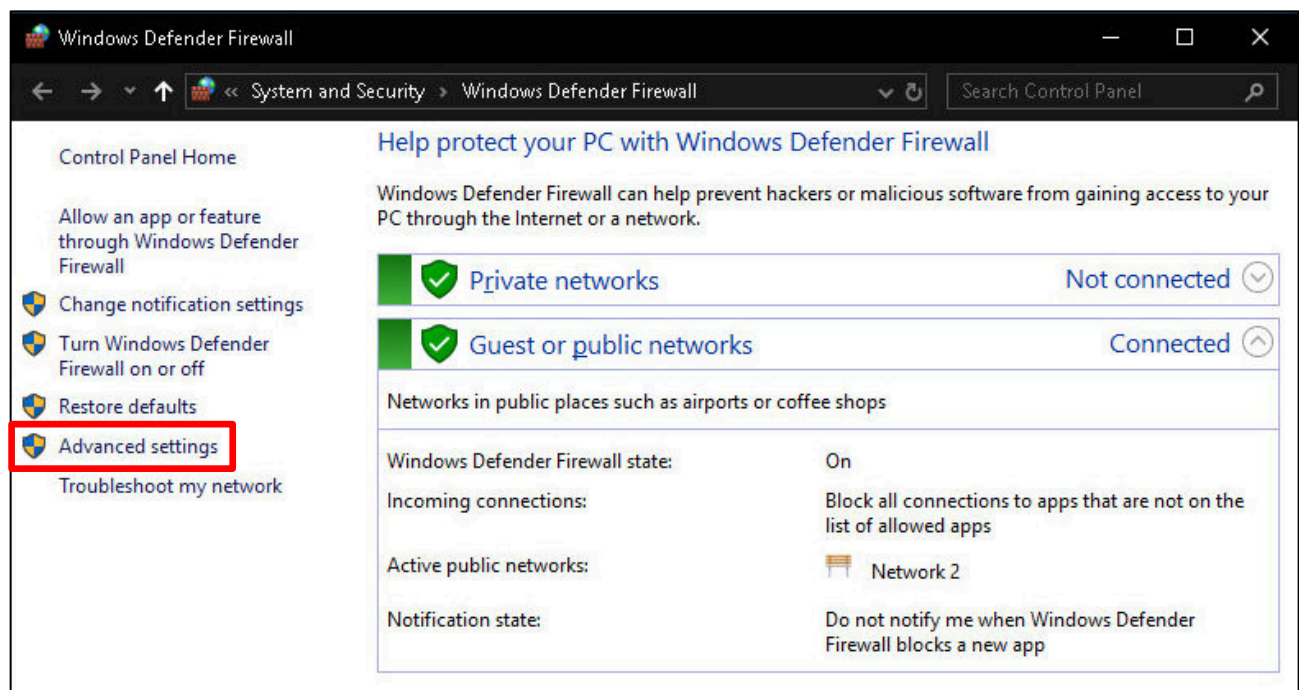 Windows Defender Firewall
« System and Security › Windows Defender Firewall
Search Control Panel
Control Panel Home
Allow an app or feature
through Windows Defender
Firewall
Change notification settings
Turn Windows Defender
Firewall on or off
Restore defaults
Advanced settings
Troubleshoot my network
Help protect your PC with Windows Defender Firewall
Windows Defender Firewall can help prevent hackers or malicious software from gaining access to your
PC through the Internet or a network.
Private networks Not connected
Guest or public networks Connected
Networks in public places such as airports or coffee shops
Windows Defender Firewall state: On
Incoming connections: Block all connections to apps that are not on the
list of allowed apps
Active public networks: Network 2
Notification state: Do not notify me when Windows Defender
Firewall blocks a new app